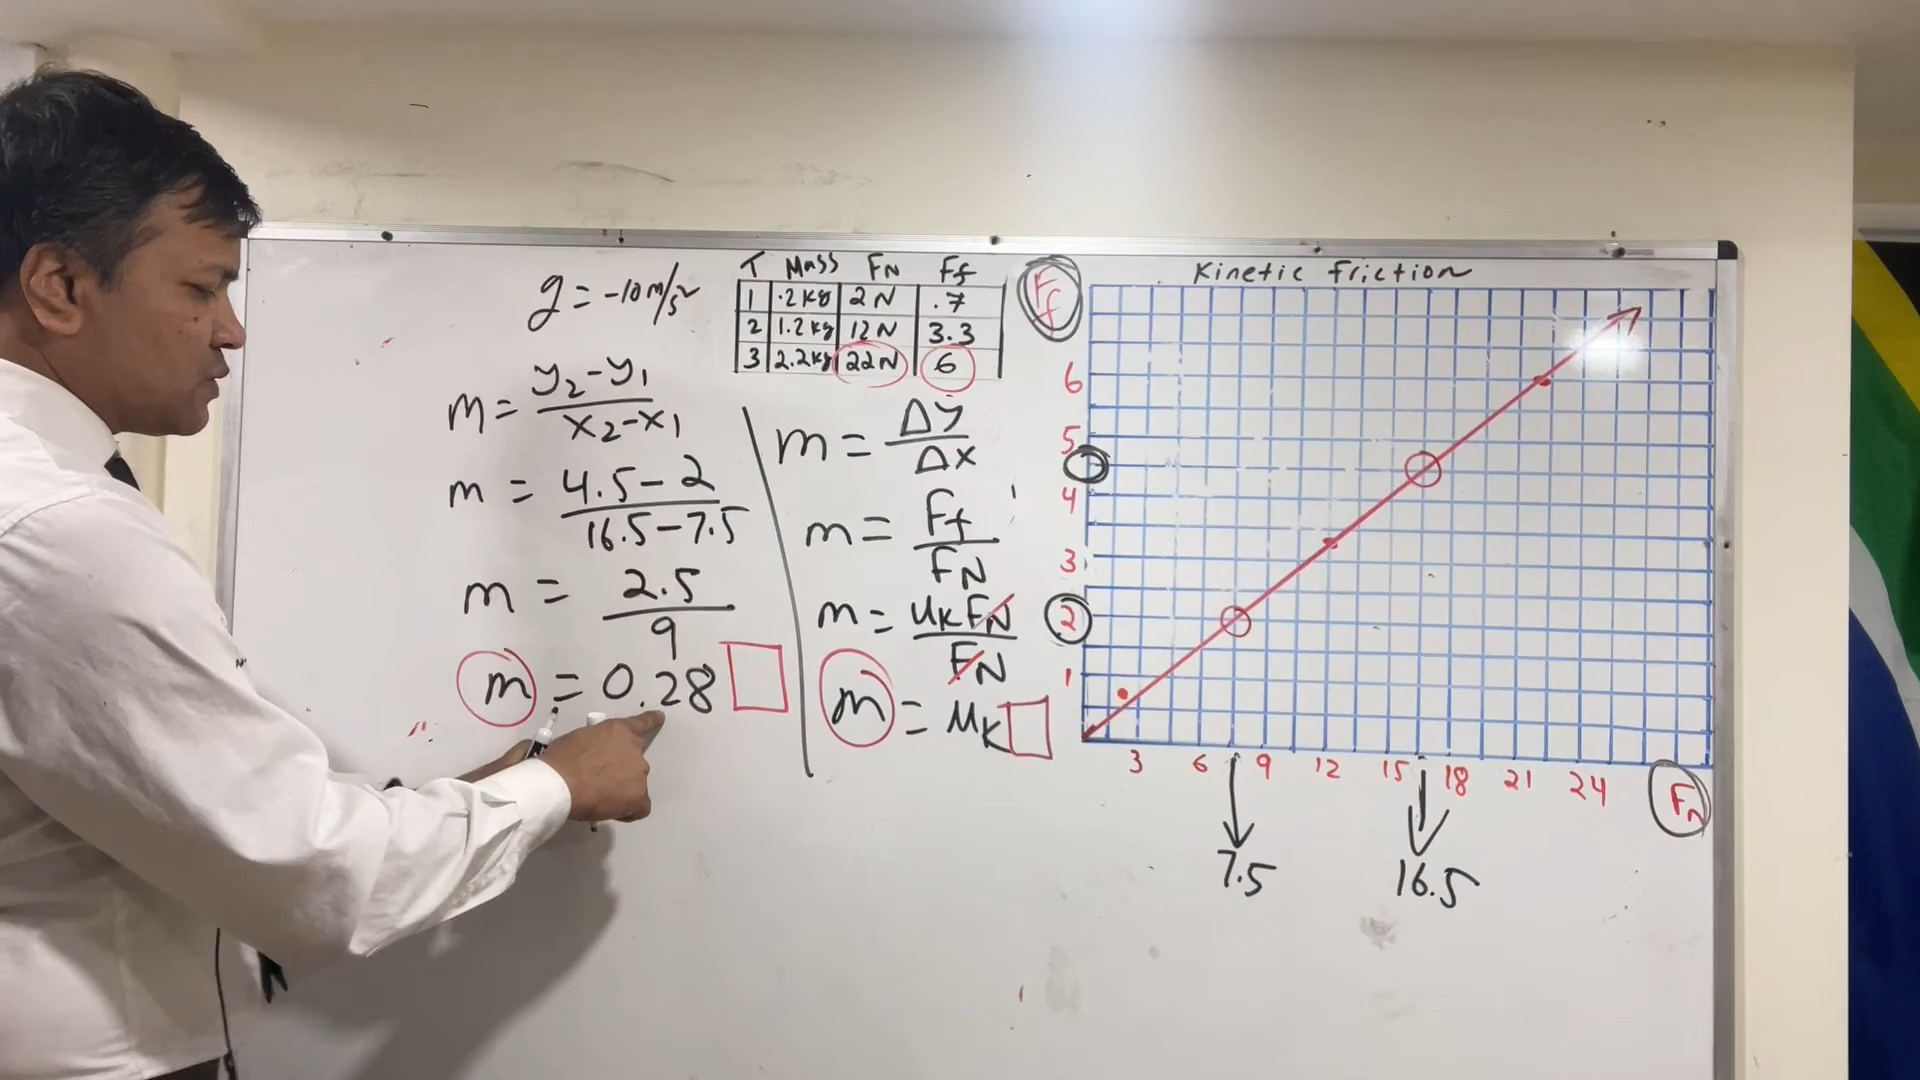 g = -10 m/s²
T Mass FN Ff
1 .2kg 2N .7
2 1.2kg 12N 3.3
3 2.2kg 22N 6
m = y₂-y₁ / x₂-x₁
m = 4.5-2 / 16.5-7.5
m = 2.5 / 9
m = 0.28
m = Δy / Δx
m = Ff / FN
m = μKFN / FN
m = μK
Kinetic friction
Ff
6
5
4
3
2
1
3 6 9 12 15 18 21 24 Fn
7.5 16.5